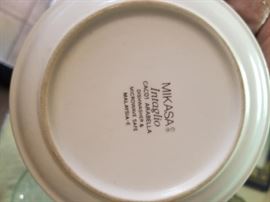 MIKASA®
Intaglio
CAC01 ARABELLA
DISHWASHER &
MICROWAVE SAFE
MALAYSIA-E